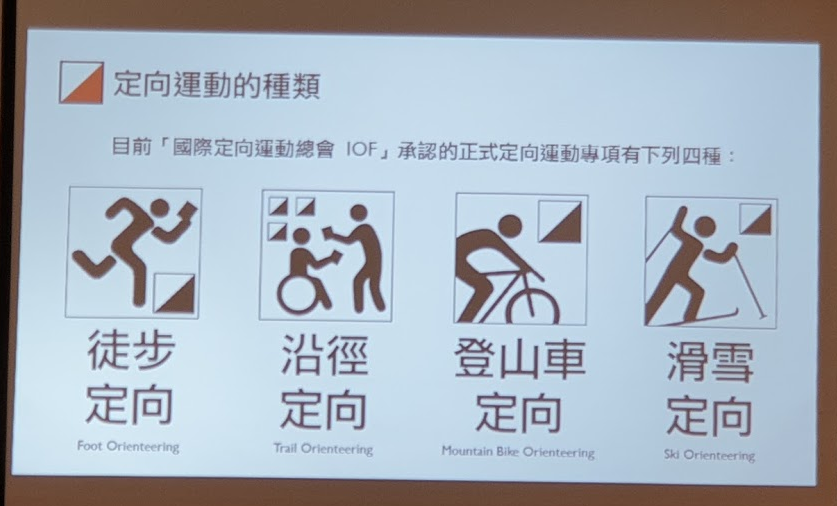 定向運動的種類
目前「國際定向運動總會 IOF」承認的正式定向運動專項有下列四種：
徒步
定向
Foot Orienteering
沿徑
定向
Trail Orienteering
登山車
定向
Mountain Bike Orienteering
滑雪
定向
Ski Orienteering